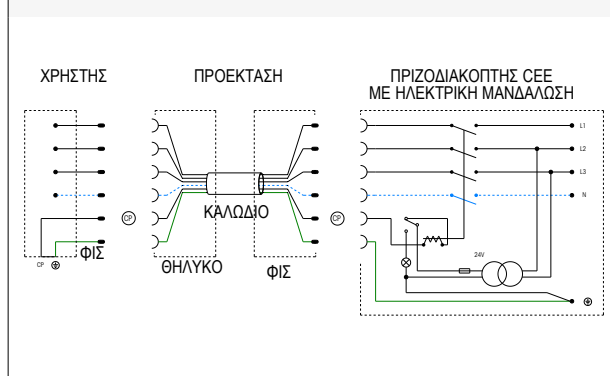 ΧΡΗΣΤΗΣ
ΠΡΟΕΚΤΑΣΗ
ΠΡΙΖΟΔΙΑΚΟΠΤΗΣ CEE
ΜΕ ΗΛΕΚΤΡΙΚΗ ΜΑΝΔΑΛΩΣΗ
L1
L2
L3
N
CP
CP
ΚΑΛΩΔΙΟ
24V
CP
ΦΙΣ
ΘΗΛΥΚΟ
ΦΙΣ